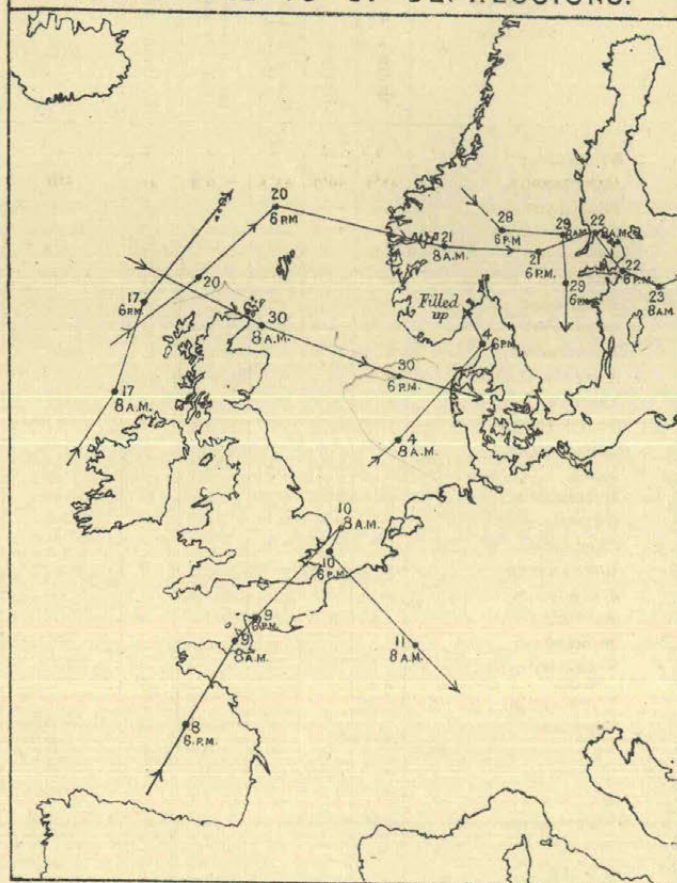 DEPRESSIONS.
20
6 P.M.
28
6 P.M.
29
8 A.M.
22
8 A.M.
21
8 A.M.
21
6 P.M.
22
6 P.M.
29
6 P.M.
23
8 A.M.
20
17
6 P.M.
Filled
up
30
8 A.M.
4
6 P.M.
30
6 P.M.
17
8 A.M.
4
8 A.M.
10
8 A.M.
10
6 P.M.
9
6 P.M.
9
8 A.M.
11
8 A.M.
8
6 P.M.